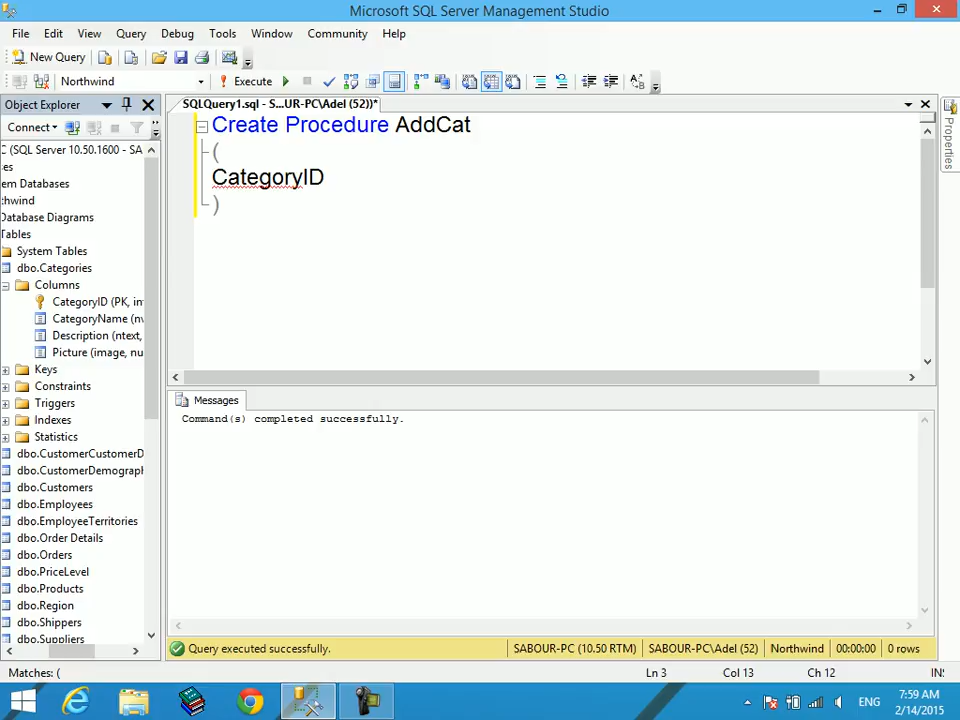 Microsoft SQL Server Management Studio
File Edit View Query Debug Tools Window Community Help
New Query
Northwind Execute
Object Explorer
SQLQuery1.sql - S...UR-PC\Adel (52))*
Connect
C (SQL Server 10.50.1600 - SA
ses
em Databases
thwind
Database Diagrams
Tables
System Tables
dbo.Categories
Columns
CategoryID (PK, in
CategoryName (nv
Description (ntext,
Picture (image, nu
Keys
Constraints
Triggers
Indexes
Statistics
dbo.CustomerCustomerD
dbo.CustomerDemograph
dbo.Customers
dbo.Employees
dbo.EmployeeTerritories
dbo.Order Details
dbo.Orders
dbo.PriceLevel
dbo.Products
dbo.Region
dbo.Shippers
dbo.Suppliers
Create Procedure AddCat
(
CategoryID
)
Properties
Messages
Command(s) completed successfully.
Query executed successfully. SABOUR-PC (10.50 RTM) SABOUR-PC\Adel (52) Northwind 00:00:00 0 rows
Matches: ( Ln 3 Col 13 Ch 12 INS
ENG
7:59 AM
2/14/2015